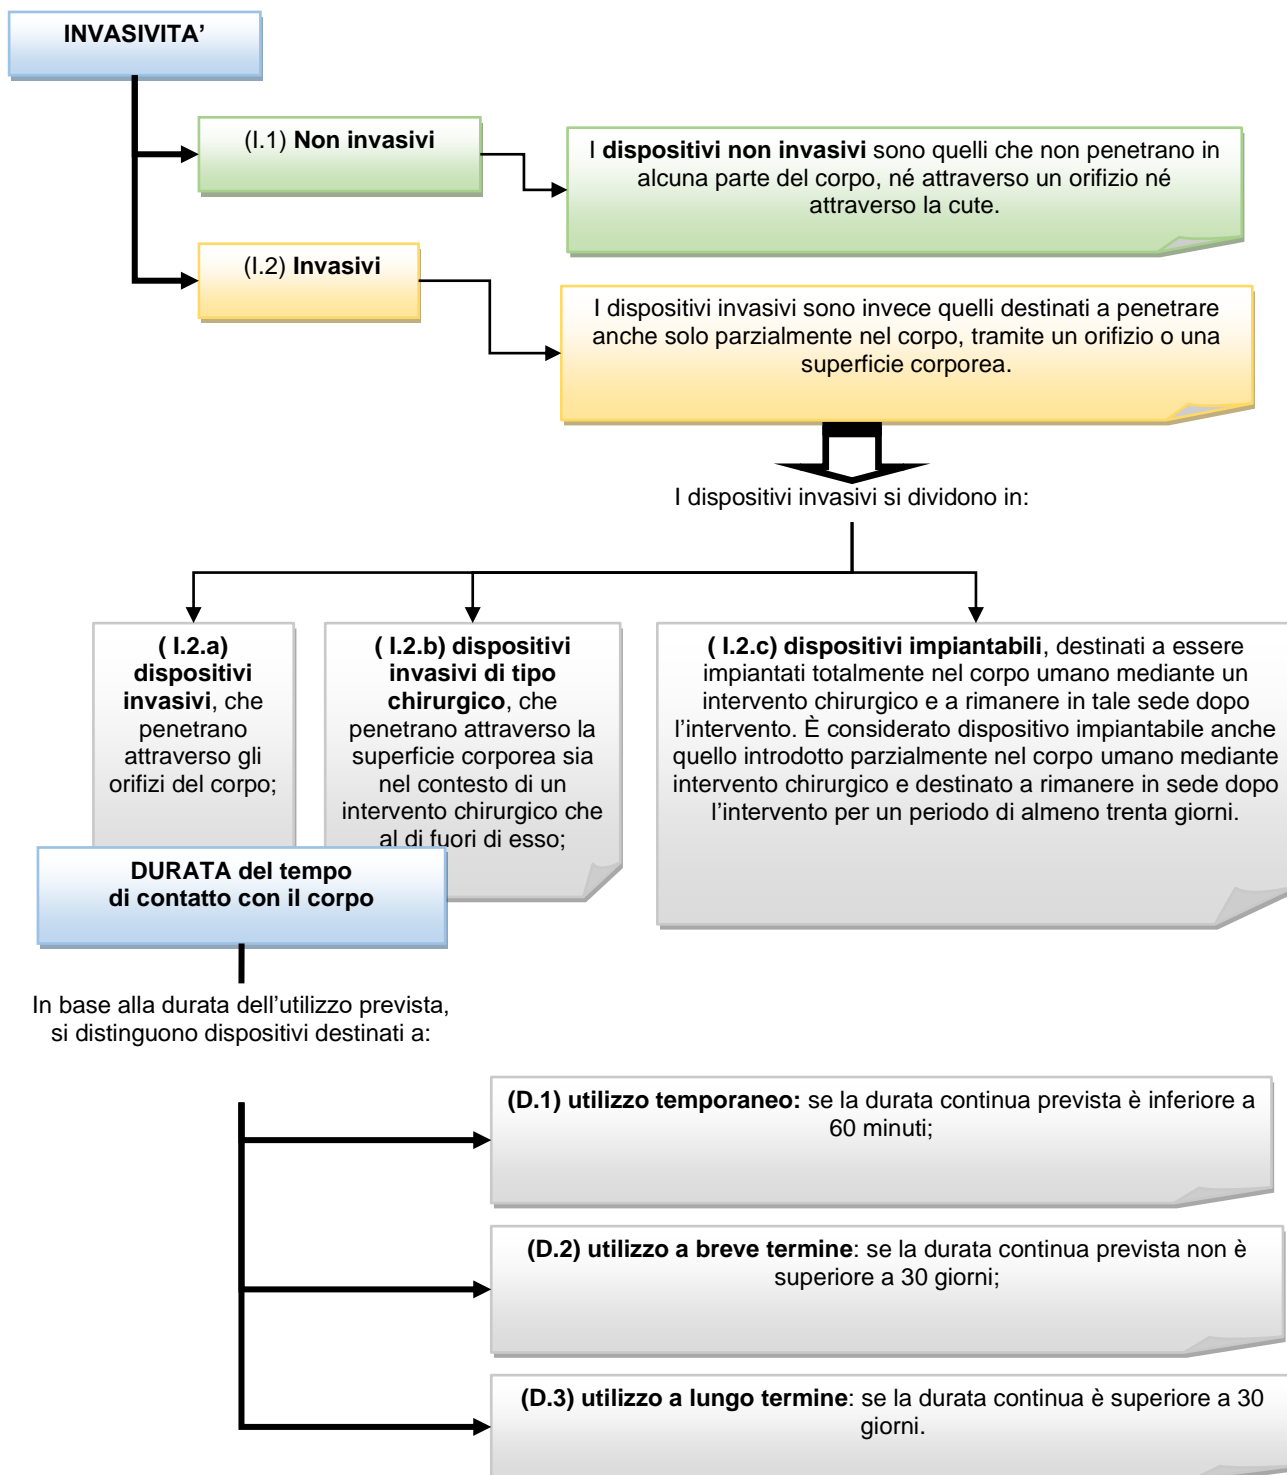 INVASIVITA’
(I.1) Non invasivi
I dispositivi non invasivi sono quelli che non penetrano in
alcuna parte del corpo, né attraverso un orifizio né
attraverso la cute.
(I.2) Invasivi
I dispositivi invasivi sono invece quelli destinati a penetrare
anche solo parzialmente nel corpo, tramite un orifizio o una
superficie corporea.
I dispositivi invasivi si dividono in:
( I.2.a)
dispositivi
invasivi, che
penetrano
attraverso gli
orifizi del corpo;
( I.2.b) dispositivi
invasivi di tipo
chirurgico, che
penetrano attraverso la
superficie corporea sia
nel contesto di un
intervento chirurgico che
al di fuori di esso;
( I.2.c) dispositivi impiantabili, destinati a essere
impiantati totalmente nel corpo umano mediante un
intervento chirurgico e a rimanere in tale sede dopo
l’intervento. È considerato dispositivo impiantabile anche
quello introdotto parzialmente nel corpo umano mediante
intervento chirurgico e destinato a rimanere in sede dopo
l’intervento per un periodo di almeno trenta giorni.
DURATA del tempo
di contatto con il corpo
In base alla durata dell’utilizzo prevista,
si distinguono dispositivi destinati a:
(D.1) utilizzo temporaneo: se la durata continua prevista è inferiore a
60 minuti;
(D.2) utilizzo a breve termine: se la durata continua prevista non è
superiore a 30 giorni;
(D.3) utilizzo a lungo termine: se la durata continua è superiore a 30
giorni.